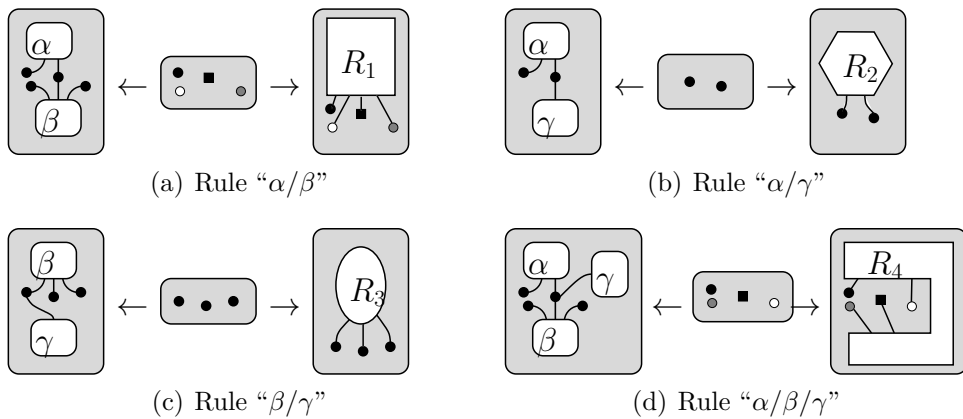 α
β
← →
R₁
α
γ
← →
R₂
(a) Rule “α/β”
(b) Rule “α/γ”
β
γ
← →
R₃
α
γ
β
← →
R₄
(c) Rule “β/γ”
(d) Rule “α/β/γ”